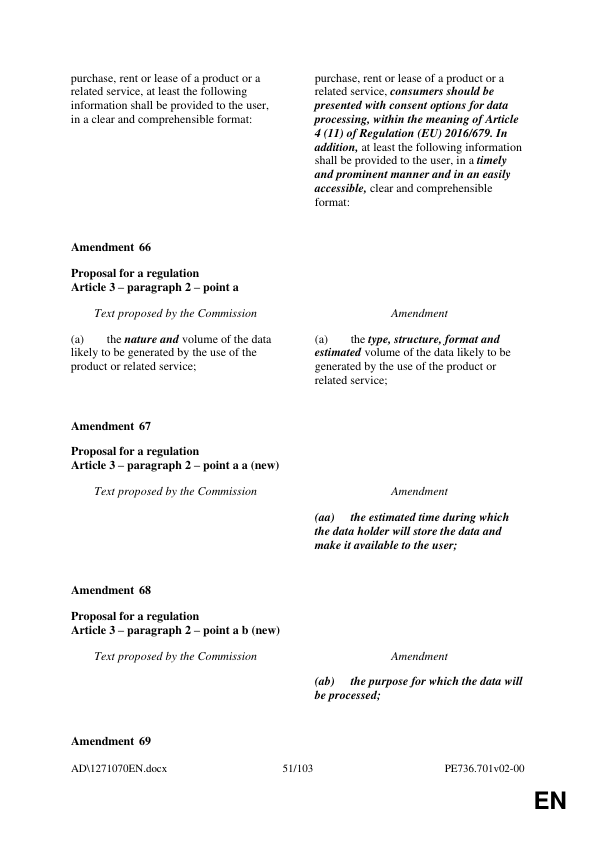 purchase, rent or lease of a product or a
related service, at least the following
information shall be provided to the user,
in a clear and comprehensible format:
purchase, rent or lease of a product or a
related service, consumers should be
presented with consent options for data
processing, within the meaning of Article
4 (11) of Regulation (EU) 2016/679. In
addition, at least the following information
shall be provided to the user, in a timely
and prominent manner and in an easily
accessible, clear and comprehensible
format:
Amendment 66
Proposal for a regulation
Article 3 – paragraph 2 – point a
Text proposed by the Commission
Amendment
(a) the nature and volume of the data
likely to be generated by the use of the
product or related service;
(a) the type, structure, format and
estimated volume of the data likely to be
generated by the use of the product or
related service;
Amendment 67
Proposal for a regulation
Article 3 – paragraph 2 – point a a (new)
Text proposed by the Commission
Amendment
(aa) the estimated time during which
the data holder will store the data and
make it available to the user;
Amendment 68
Proposal for a regulation
Article 3 – paragraph 2 – point a b (new)
Text proposed by the Commission
Amendment
(ab) the purpose for which the data will
be processed;
Amendment 69
AD\1271070EN.docx 51/103 PE736.701v02-00
EN